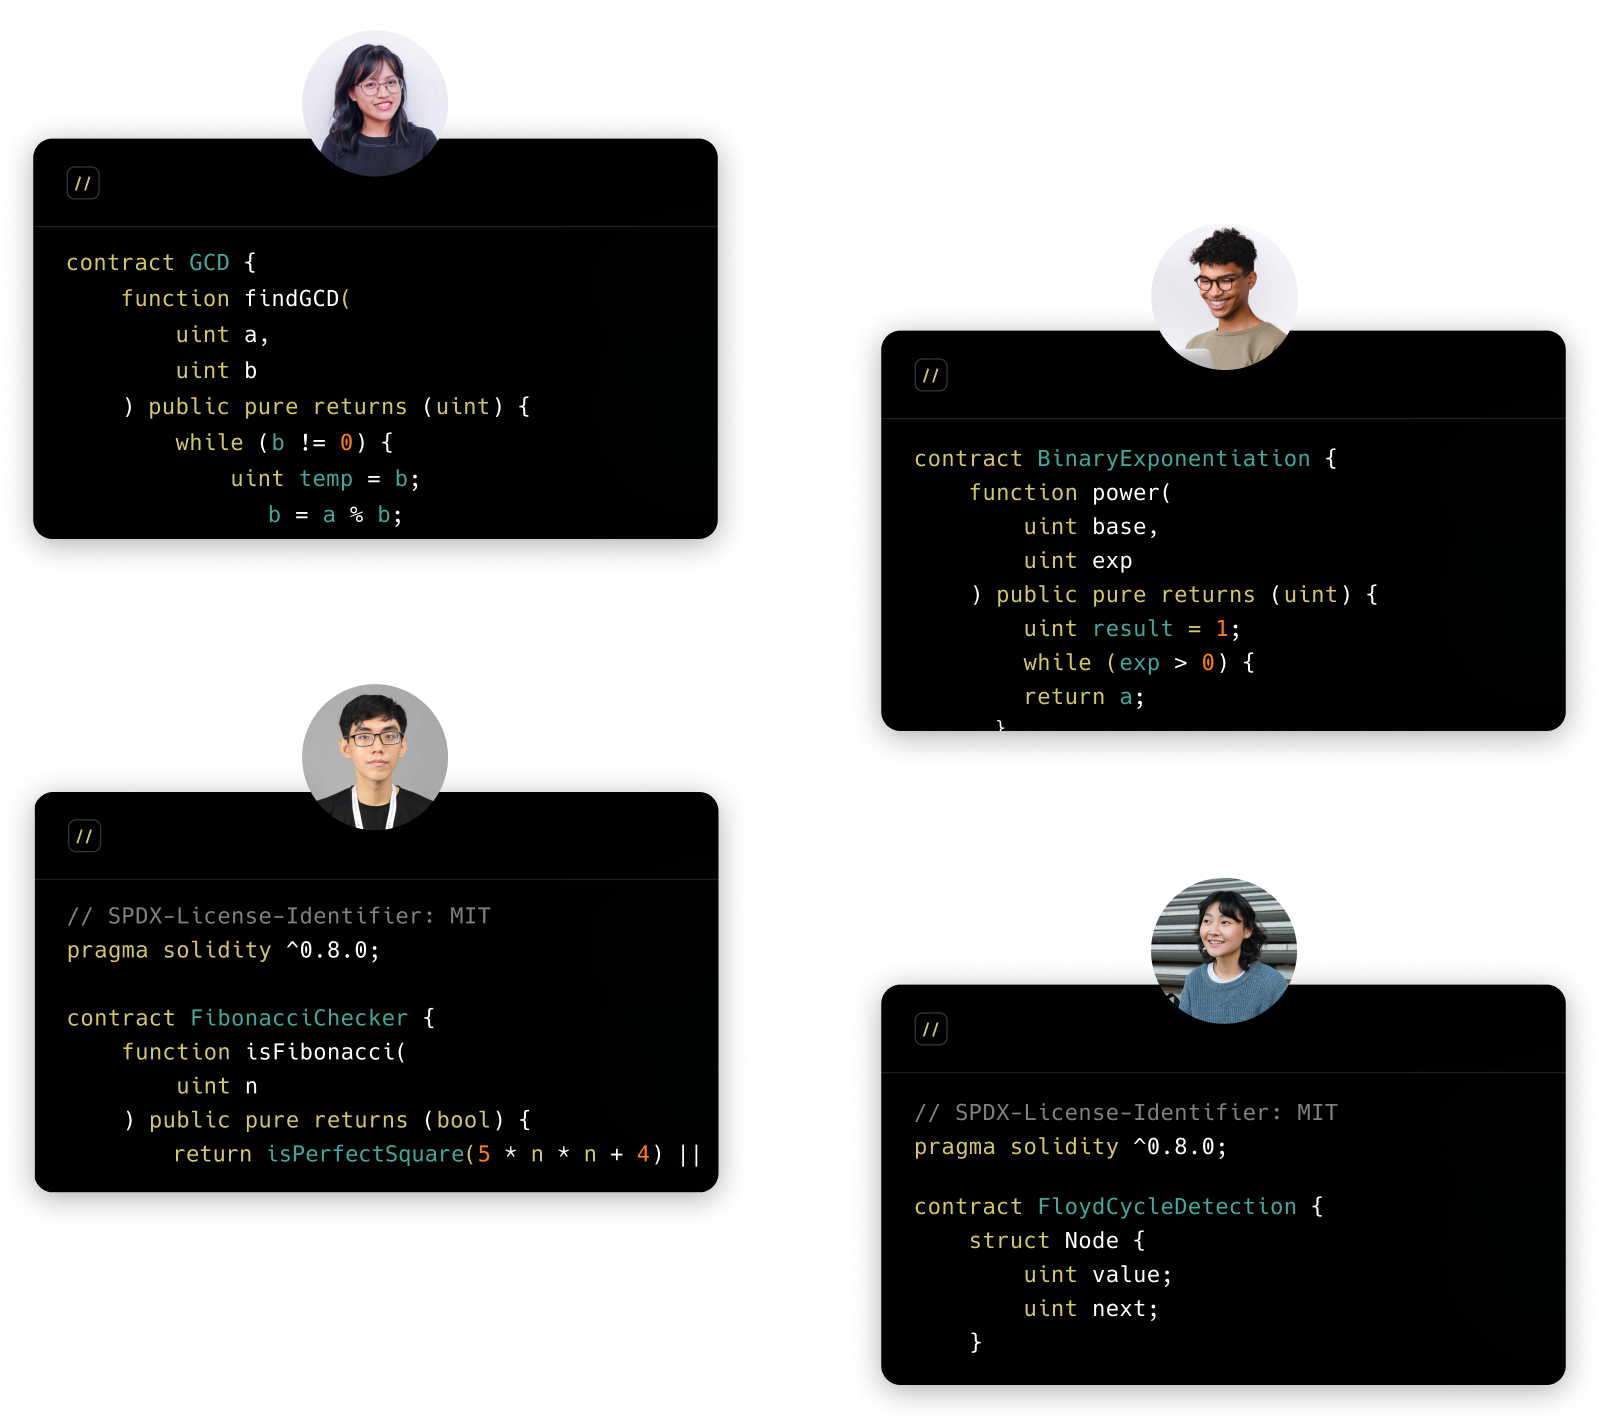 //
contract GCD {
    function findGCD(
        uint a,
        uint b
    ) public pure returns (uint) {
        while (b != 0) {
            uint temp = b;
               b = a % b;
//
contract BinaryExponentiation {
    function power(
        uint base,
        uint exp
    ) public pure returns (uint) {
        uint result = 1;
        while (exp > 0) {
        return a;
      }
//
// SPDX-License-Identifier: MIT
pragma solidity ^0.8.0;
contract FibonacciChecker {
    function isFibonacci(
        uint n
    ) public pure returns (bool) {
        return isPerfectSquare(5 * n * n + 4) ||
//
// SPDX-License-Identifier: MIT
pragma solidity ^0.8.0;
contract FloydCycleDetection {
    struct Node {
        uint value;
        uint next;
    }